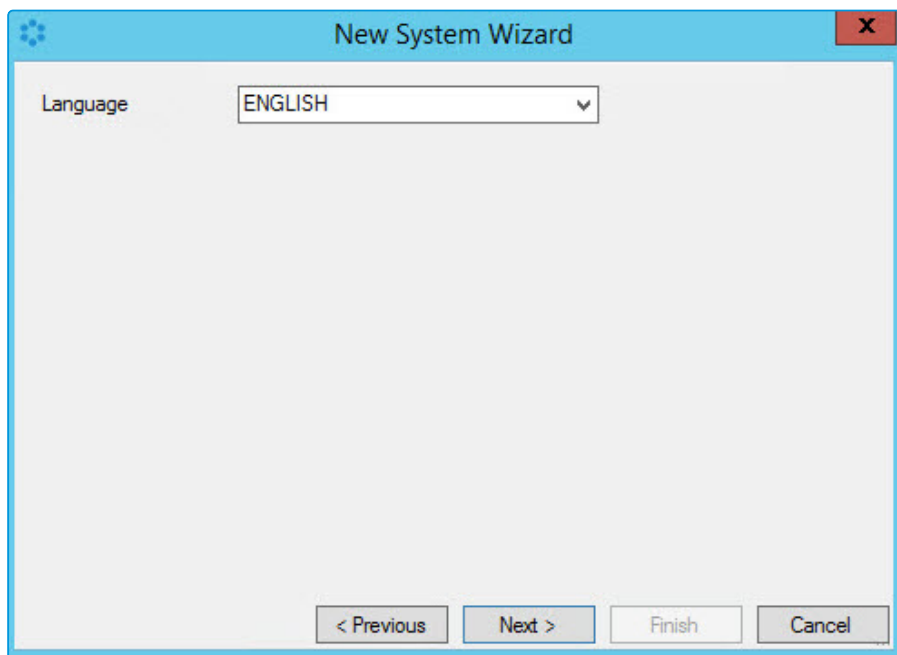 New System Wizard
X
Language ENGLISH
< Previous Next > Finish Cancel